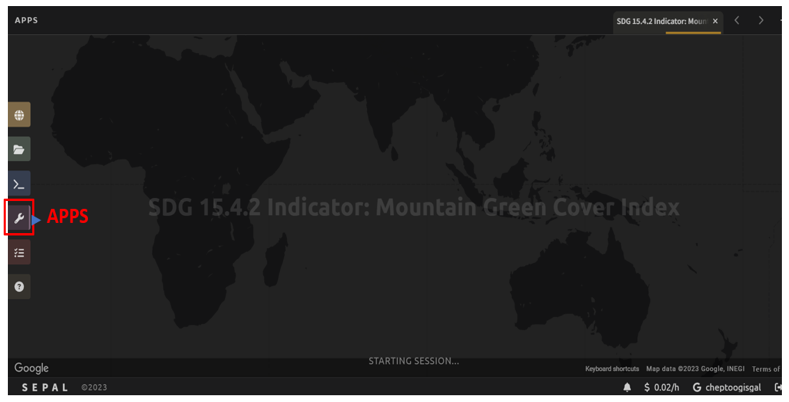 APPS
SDG 15.4.2 Indicator: Moun
APPS
SDG 15.4.2 Indicator: Mountain Green Cover Index
STARTING SESSION...
Google
Keyboard shortcuts Map data ©2023 Google, INEGI Terms of
SEPAL ©2023
$ 0.02/h G cheptoogisgal